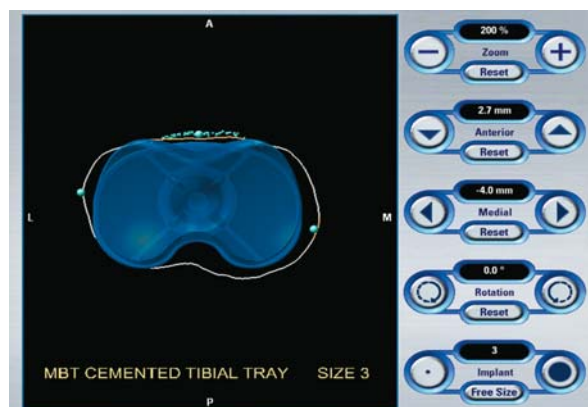 A
L
M
MBT CEMENTED TIBIAL TRAY SIZE 3
P
200 %
Zoom
Reset
2.7 mm
Anterior
Reset
-4.0 mm
Medial
Reset
0.0 °
Rotation
Reset
3
Implant
Free Size